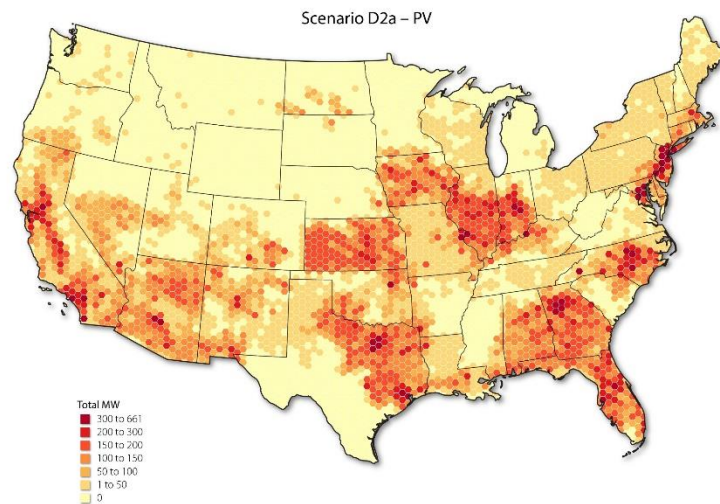 Scenario D2a – PV
Total MW
300 to 661
200 to 300
150 to 200
100 to 150
50 to 100
1 to 50
0